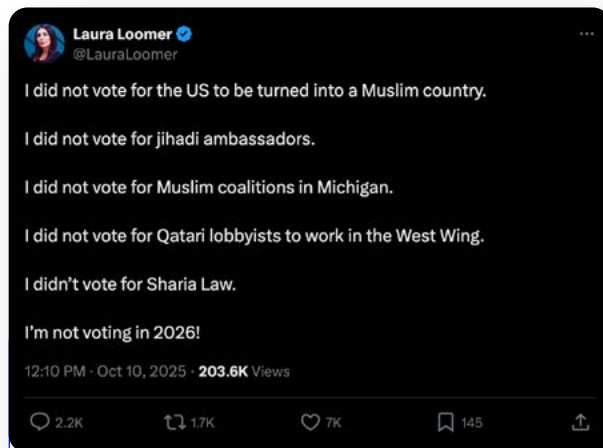 Laura Loomer
@LauraLoomer
I did not vote for the US to be turned into a Muslim country.
I did not vote for jihadi ambassadors.
I did not vote for Muslim coalitions in Michigan.
I did not vote for Qatari lobbyists to work in the West Wing.
I didn’t vote for Sharia Law.
I’m not voting in 2026!
12:10 PM · Oct 10, 2025 · 203.6K Views
2.2K 1.7K 7K 145